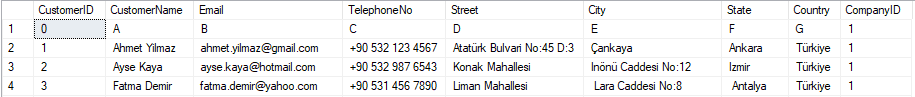 CustomerID CustomerName Email TelephoneNo Street City State Country CompanyID
1 0 A B C D E F G 1
2 1 Ahmet Yilmaz ahmet.yilmaz@gmail.com +90 532 123 4567 Atatürk Bulvari No:45 D:3 Çankaya Ankara Türkiye 1
3 2 Ayse Kaya ayse.kaya@hotmail.com +90 532 987 6543 Konak Mahallesi Inönü Caddesi No:12 Izmir Türkiye 1
4 3 Fatma Demir fatma.demir@yahoo.com +90 531 456 7890 Liman Mahallesi Lara Caddesi No:8 Antalya Türkiye 1